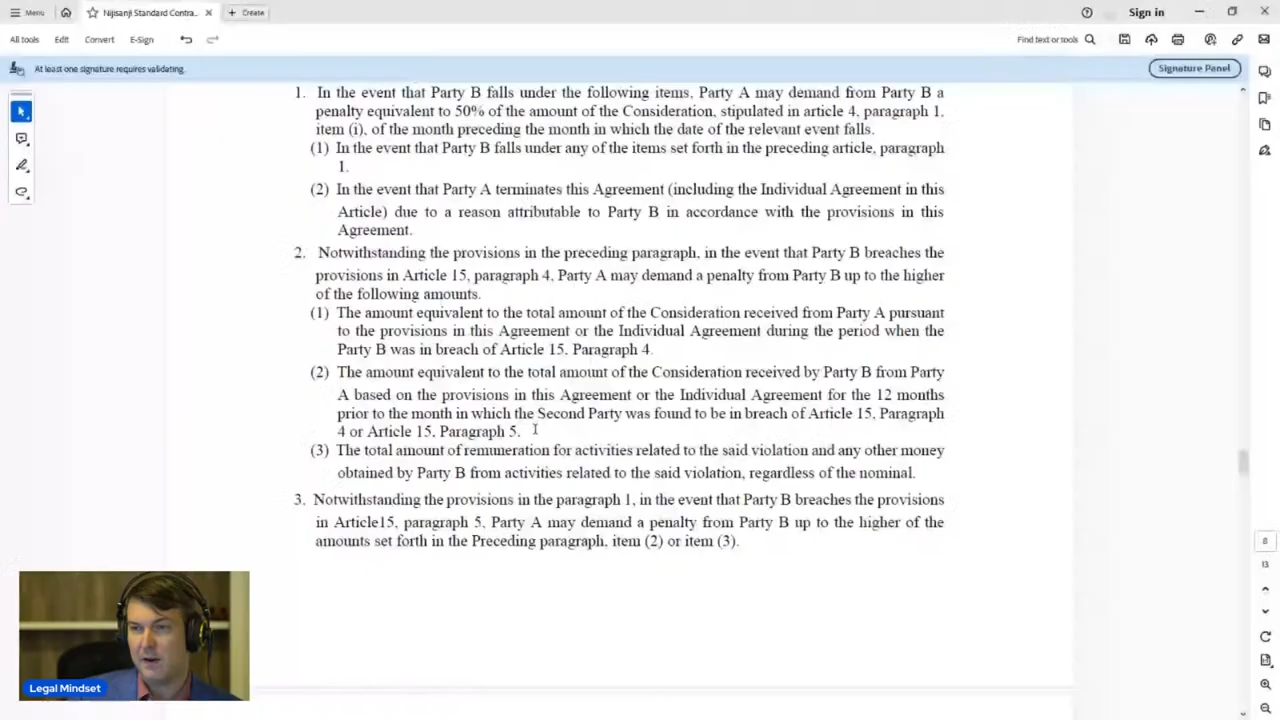 Menu
Nijisanji Standard Contra...
Create
Sign in
All tools
Edit
Convert
E-Sign
Find text or tools
At least one signature requires validating.
Signature Panel
1. In the event that Party B falls under the following items, Party A may demand from Party B a
penalty equivalent to 50% of the amount of the Consideration, stipulated in article 4, paragraph 1,
item (i), of the month preceding the month in which the date of the relevant event falls.
(1) In the event that Party B falls under any of the items set forth in the preceding article, paragraph
1.
(2) In the event that Party A terminates this Agreement (including the Individual Agreement in this
Article) due to a reason attributable to Party B in accordance with the provisions in this
Agreement.
2. Notwithstanding the provisions in the preceding paragraph, in the event that Party B breaches the
provisions in Article 15, paragraph 4, Party A may demand a penalty from Party B up to the higher
of the following amounts.
(1) The amount equivalent to the total amount of the Consideration received from Party A pursuant
to the provisions in this Agreement or the Individual Agreement during the period when the
Party B was in breach of Article 15, Paragraph 4.
(2) The amount equivalent to the total amount of the Consideration received by Party B from Party
A based on the provisions in this Agreement or the Individual Agreement for the 12 months
prior to the month in which the Second Party was found to be in breach of Article 15, Paragraph
4 or Article 15, Paragraph 5.
(3) The total amount of remuneration for activities related to the said violation and any other money
obtained by Party B from activities related to the said violation, regardless of the nominal.
3. Notwithstanding the provisions in the paragraph 1, in the event that Party B breaches the provisions
in Article15, paragraph 5, Party A may demand a penalty from Party B up to the higher of the
amounts set forth in the Preceding paragraph, item (2) or item (3).
8
13
Legal Mindset